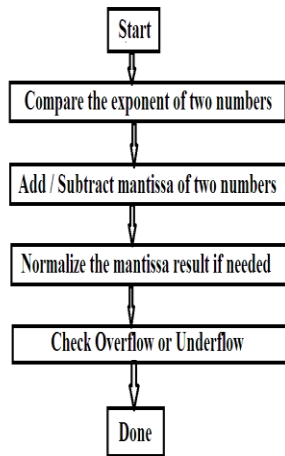 Start
Compare the exponent of two numbers
Add / Subtract mantissa of two numbers
Normalize the mantissa result if needed
Check Overflow or Underflow
Done